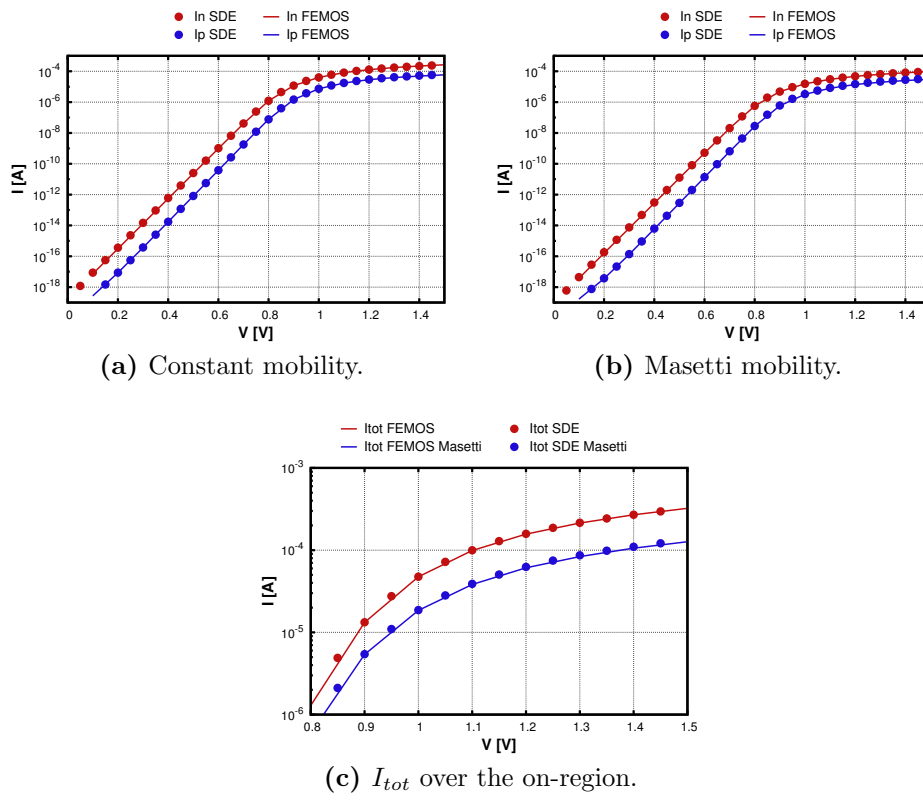 In SDE In FEMOS
Ip SDE Ip FEMOS
10⁻⁴
10⁻⁶
10⁻⁸
10⁻¹⁰
10⁻¹²
10⁻¹⁴
10⁻¹⁶
10⁻¹⁸
I [A]
0 0.2 0.4 0.6 0.8 1.0 1.2 1.4
V [V]
(a) Constant mobility.
In SDE In FEMOS
Ip SDE Ip FEMOS
10⁻⁴
10⁻⁶
10⁻⁸
10⁻¹⁰
10⁻¹²
10⁻¹⁴
10⁻¹⁶
10⁻¹⁸
I [A]
0 0.2 0.4 0.6 0.8 1.0 1.2 1.4
V [V]
(b) Masetti mobility.
Itot FEMOS Itot SDE
Itot FEMOS Masetti Itot SDE Masetti
10⁻³
10⁻⁴
10⁻⁵
10⁻⁶
I [A]
0.8 0.9 1 1.1 1.2 1.3 1.4 1.5
V [V]
(c) Itot over the on-region.